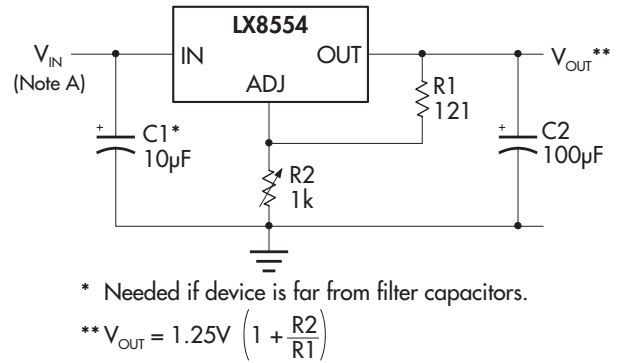 LX8554
V_IN
(Note A)
IN
OUT
ADJ
V_OUT**
R1
121
C1*
10µF
C2
100µF
R2
1k
* Needed if device is far from filter capacitors.
** V_OUT = 1.25V (1 + R2/R1)